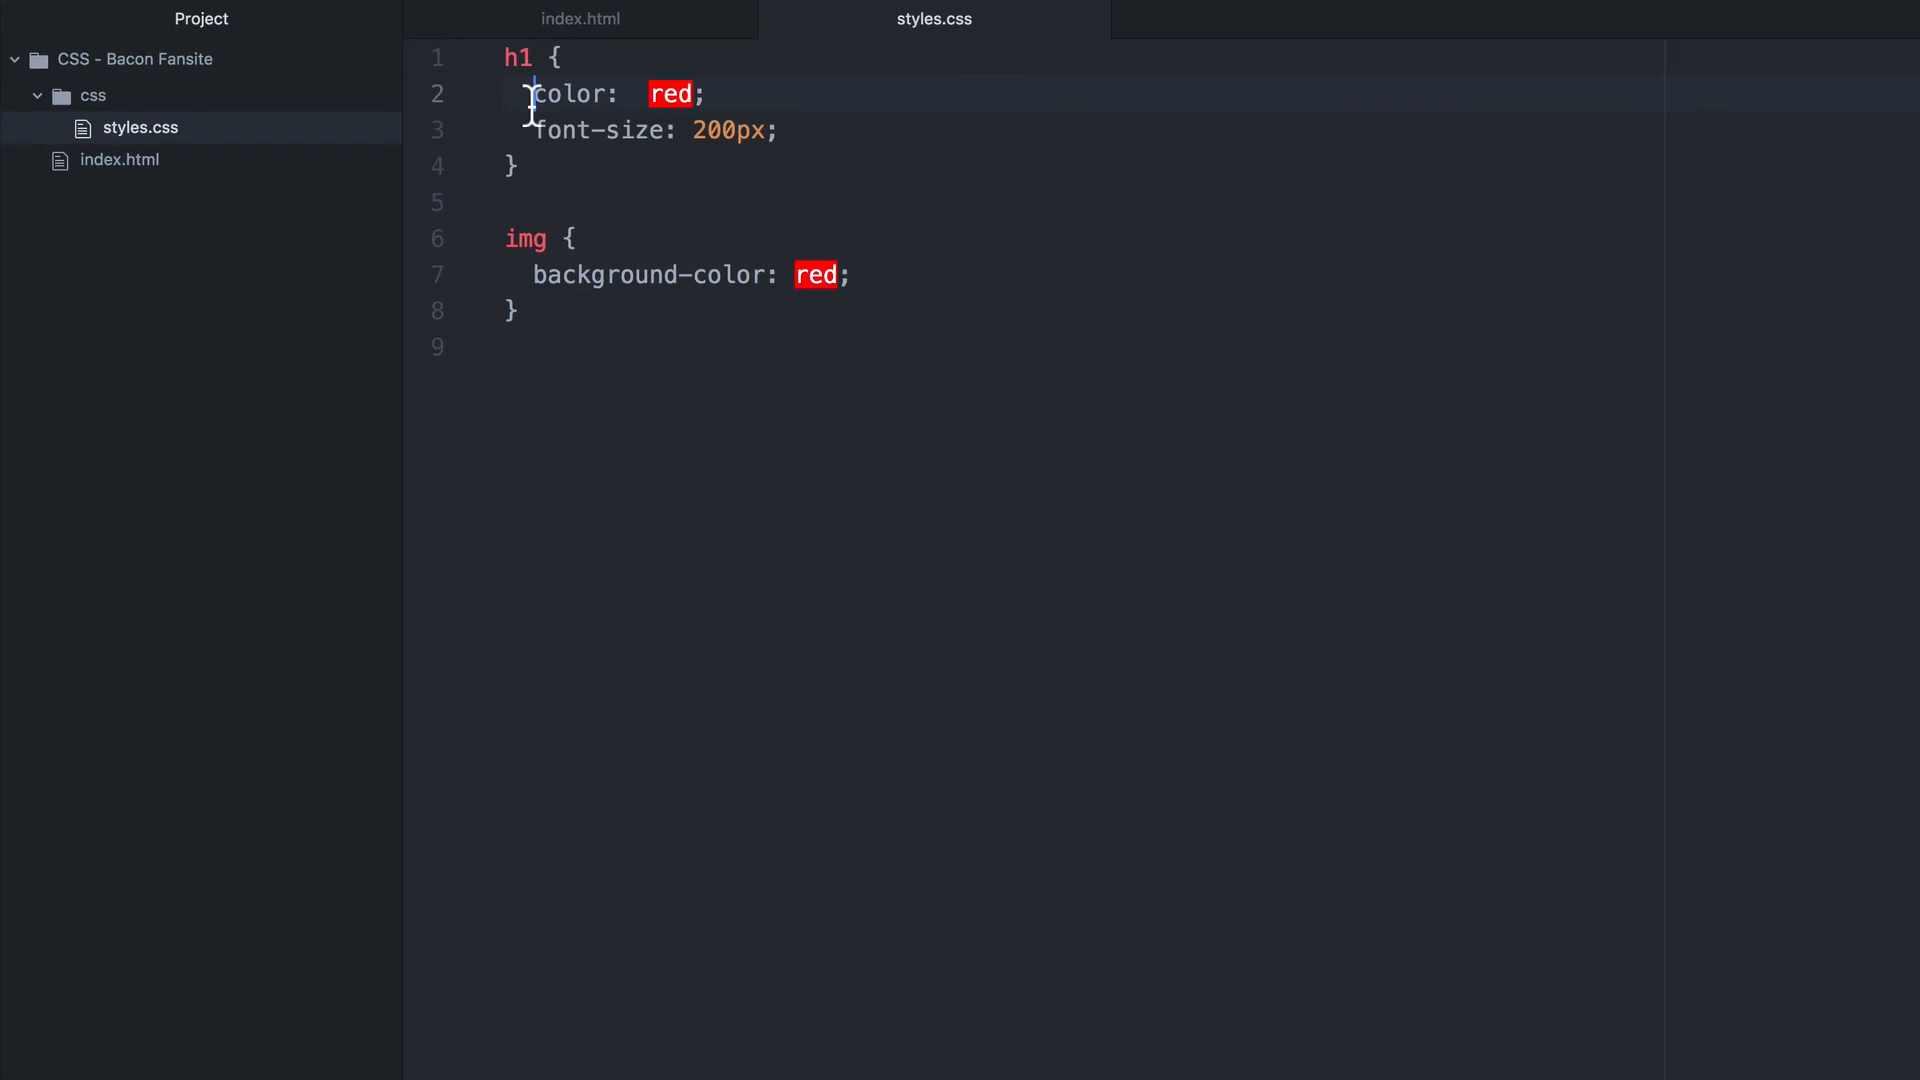 Project
CSS - Bacon Fansite
css
styles.css
index.html
index.html
styles.css
1 h1 {
2   color:  red;
3   font-size: 200px;
4 }
5
6 img {
7   background-color: red;
8 }
9